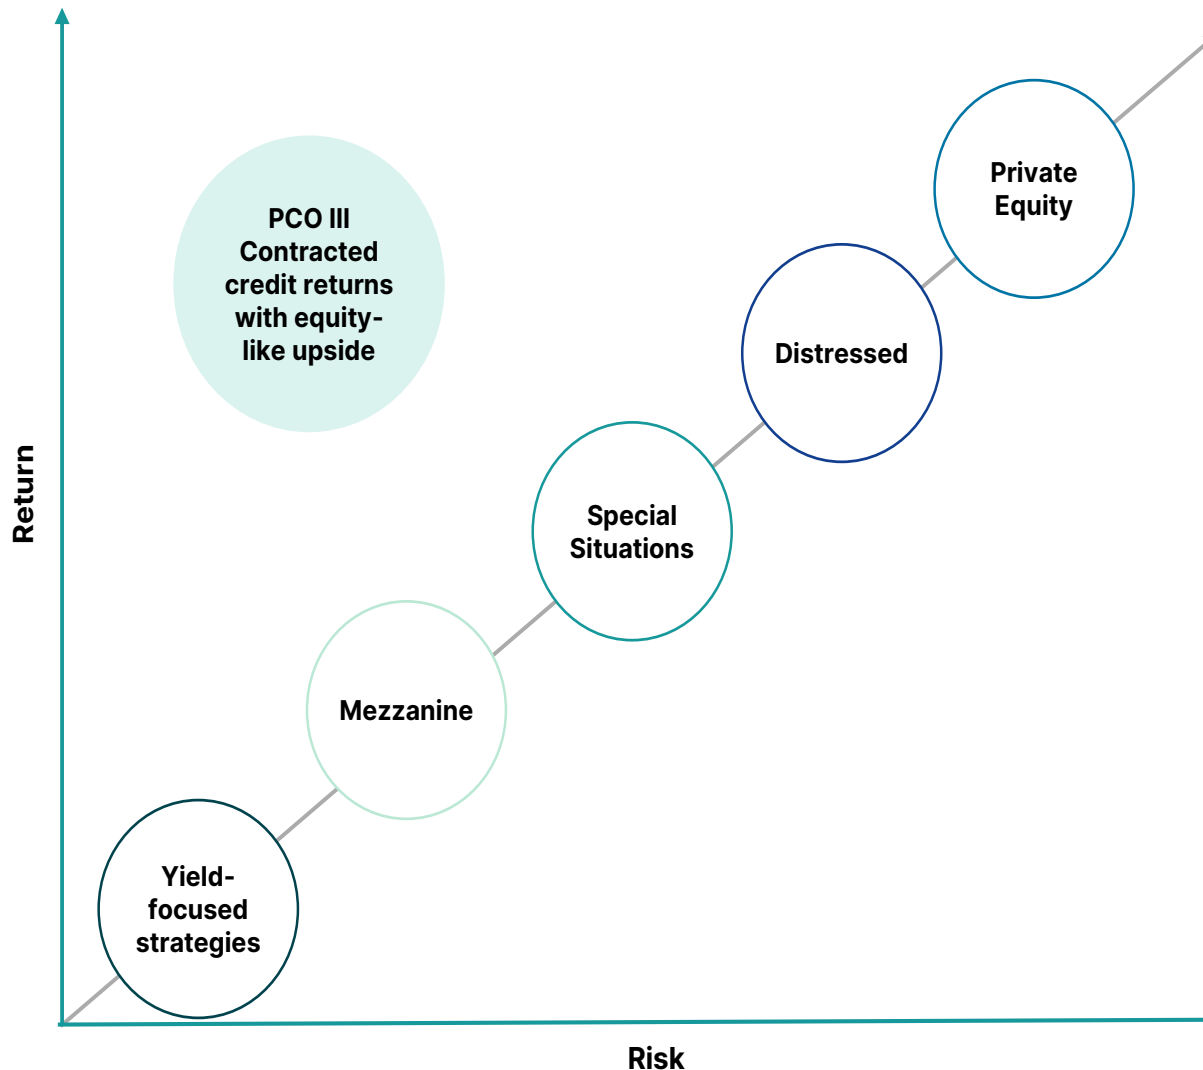 PCO III
Contracted
credit returns
with equity-
like upside
Private
Equity
Distressed
Special
Situations
Mezzanine
Yield-
focused
strategies
Return
Risk